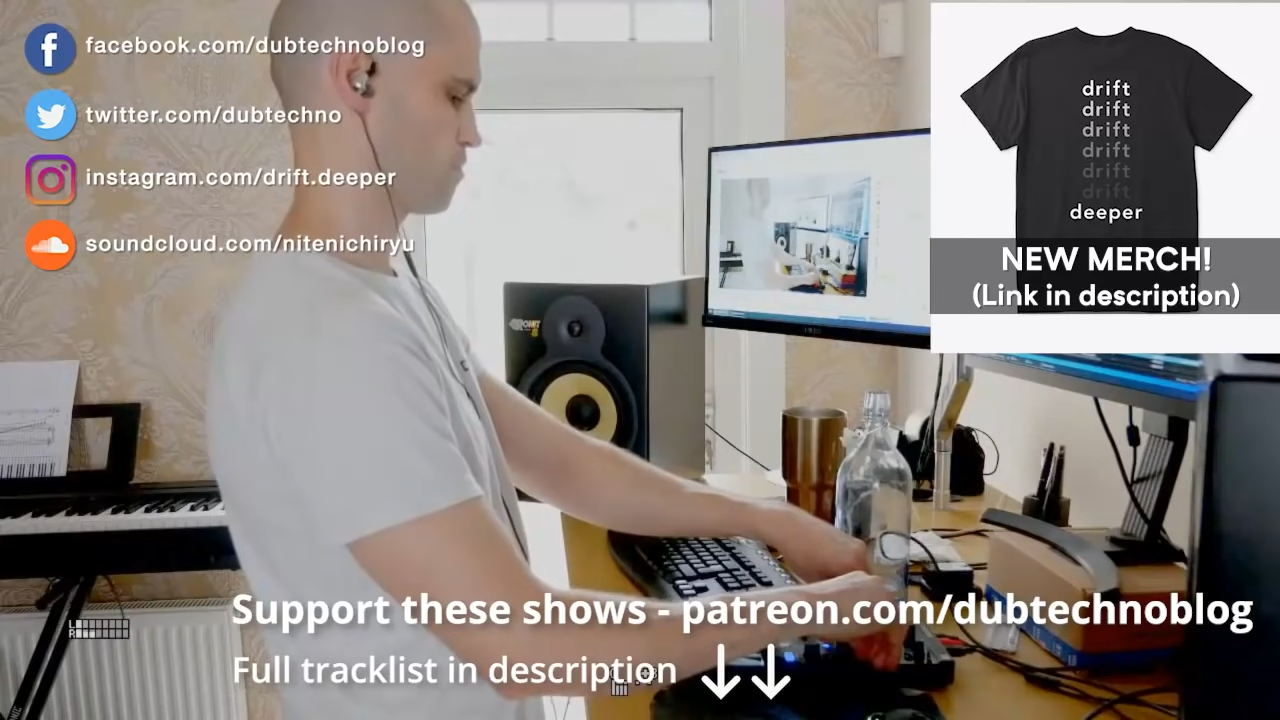 facebook.com/dubtechnoblog
twitter.com/dubtechno
instagram.com/drift.deeper
soundcloud.com/nitenichiryu
drift
drift
drift
drift
drift
drift
deeper
NEW MERCH!
(Link in description)
Support these shows - patreon.com/dubtechnoblog
Full tracklist in description